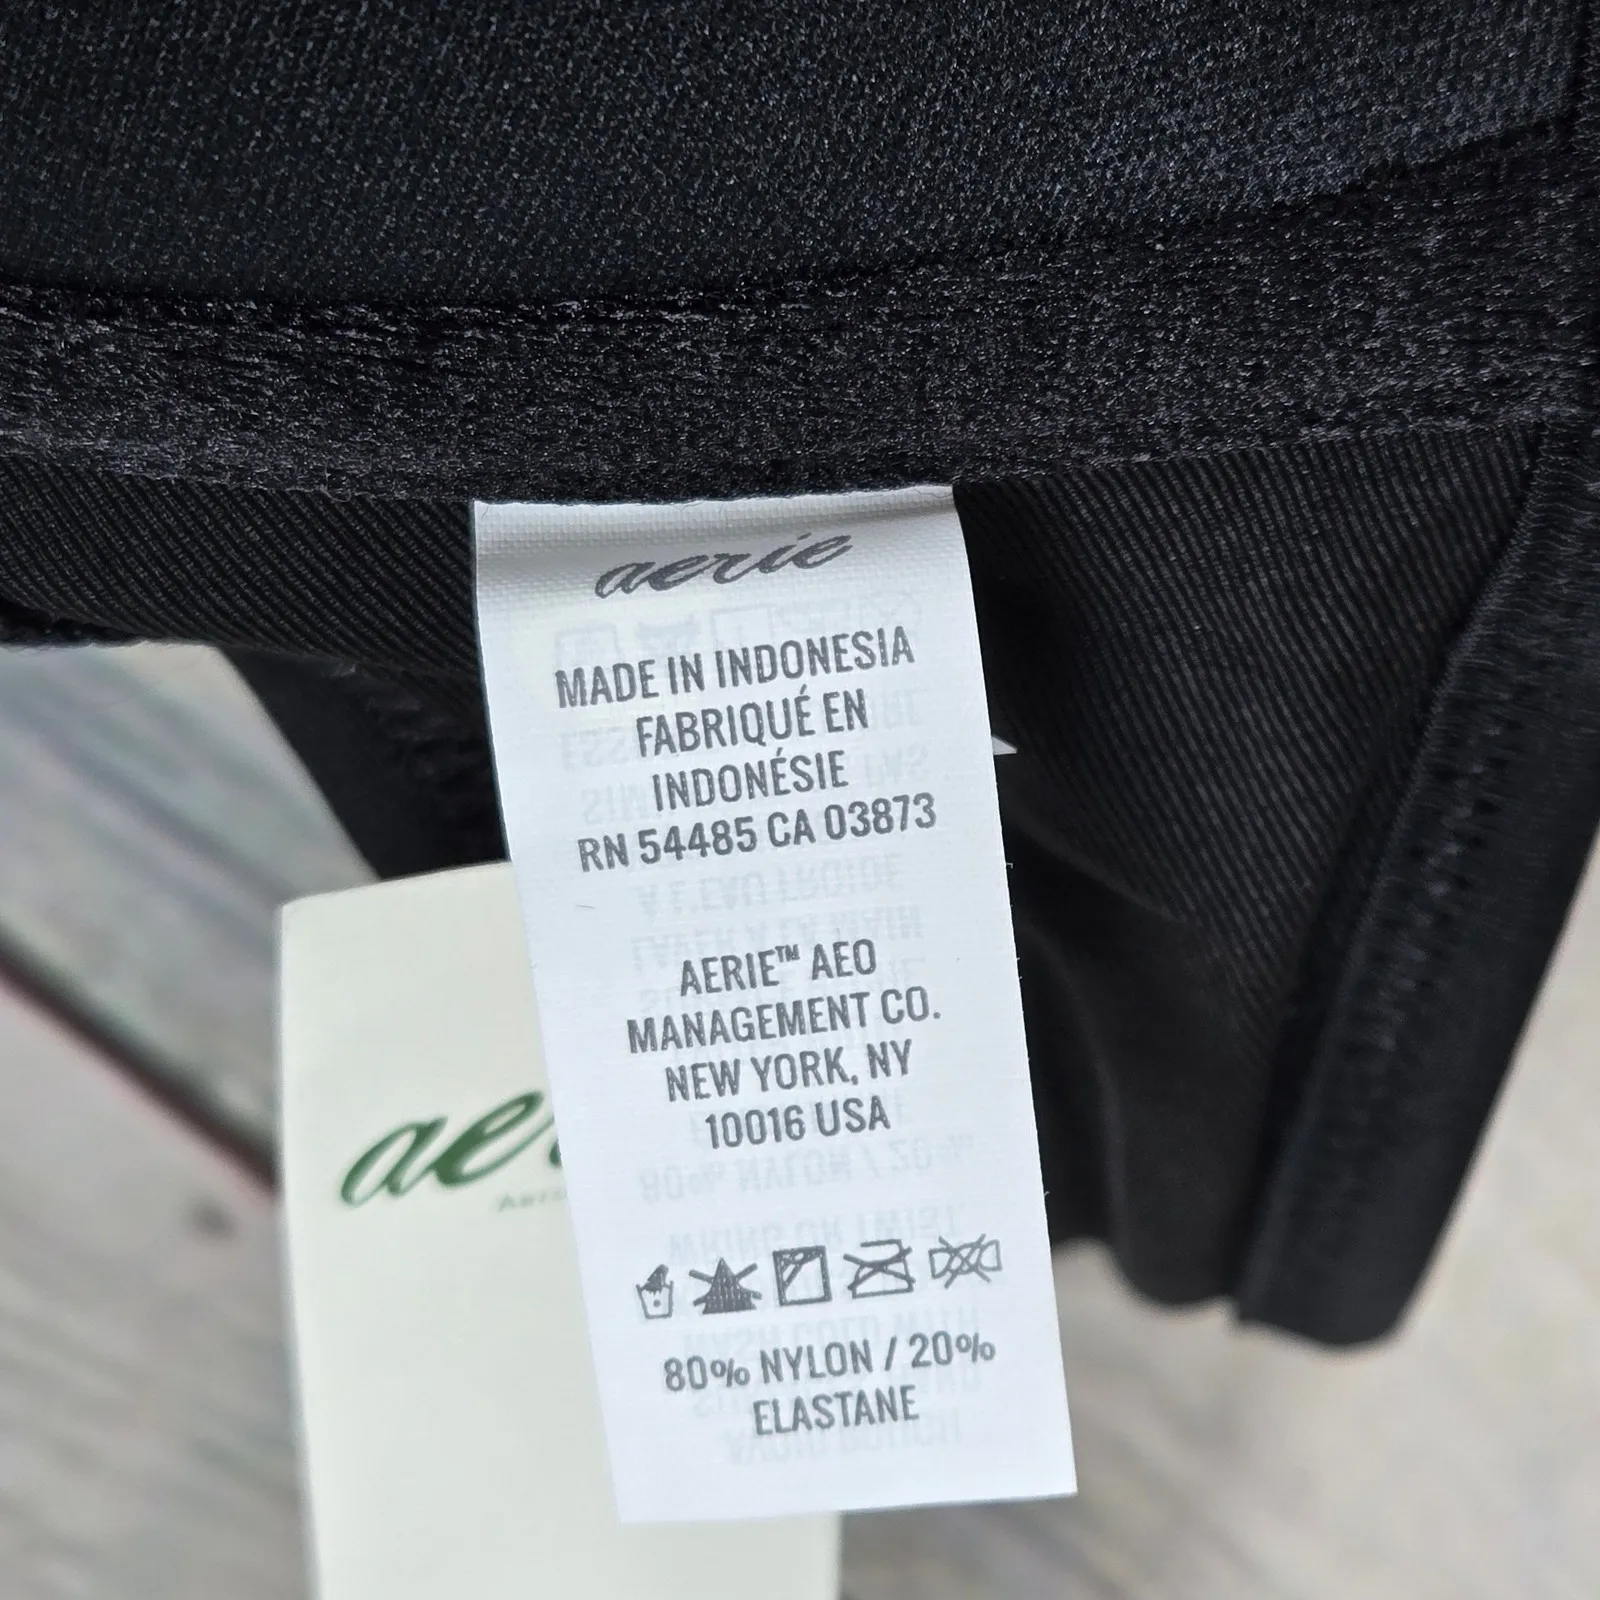 aerie
MADE IN INDONESIA
FABRIQUÉ EN
INDONÉSIE
RN 54485 CA 03873
AERIE™ AEO
MANAGEMENT CO.
NEW YORK, NY
10016 USA
80% NYLON / 20%
ELASTANE